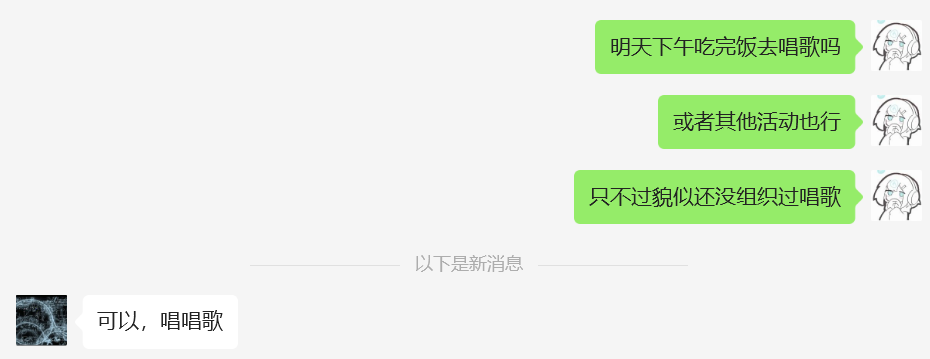 明天下午吃完饭去唱歌吗
或者其他活动也行
只不过貌似还没组织过唱歌
以下是新消息
可以，唱唱歌